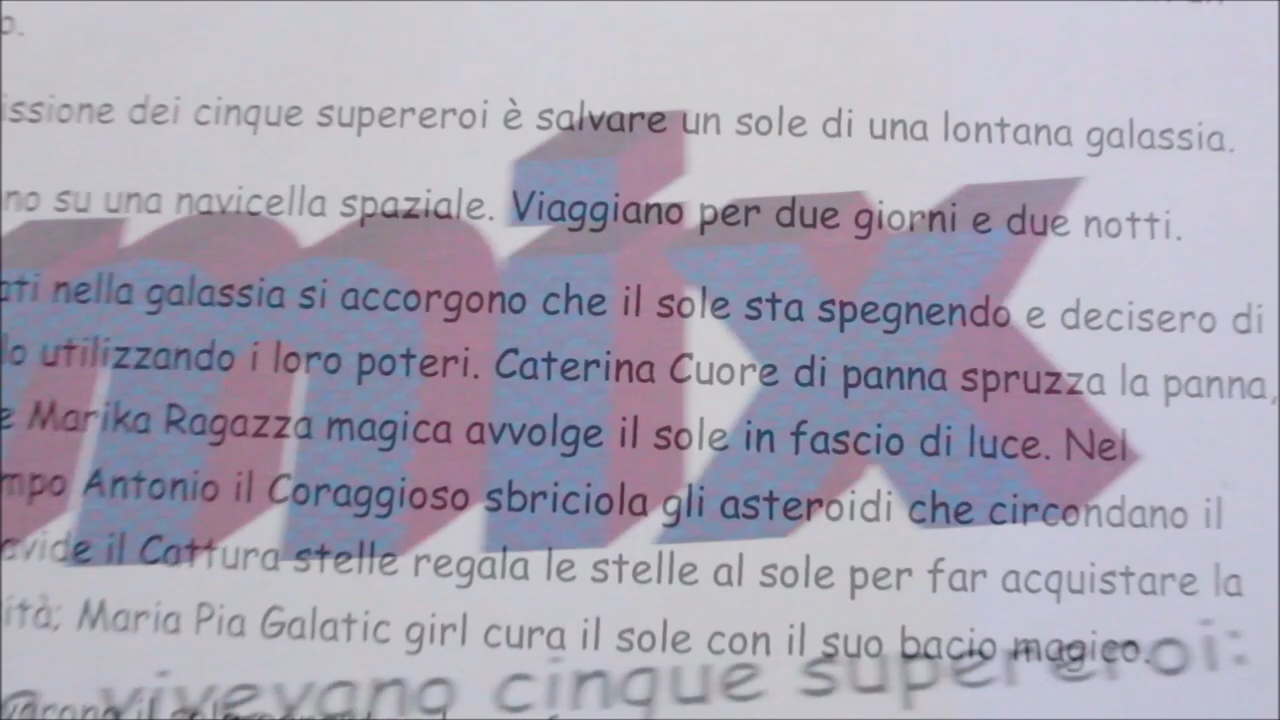 o.
issione dei cinque supereroi è salvare un sole di una lontana galassia.
no su una navicella spaziale. Viaggiano per due giorni e due notti.
ati nella galassia si accorgono che il sole sta spegnendo e decisero di
lo utilizzando i loro poteri. Caterina Cuore di panna spruzza la panna,
e Marika Ragazza magica avvolge il sole in fascio di luce. Nel
mpo Antonio il Coraggioso sbriciola gli asteroidi che circondano il
avide il Cattura stelle regala le stelle al sole per far acquistare la
ità; Maria Pia Galatic girl cura il sole con il suo bacio magico.
vivevano cinque supereroi:
mix